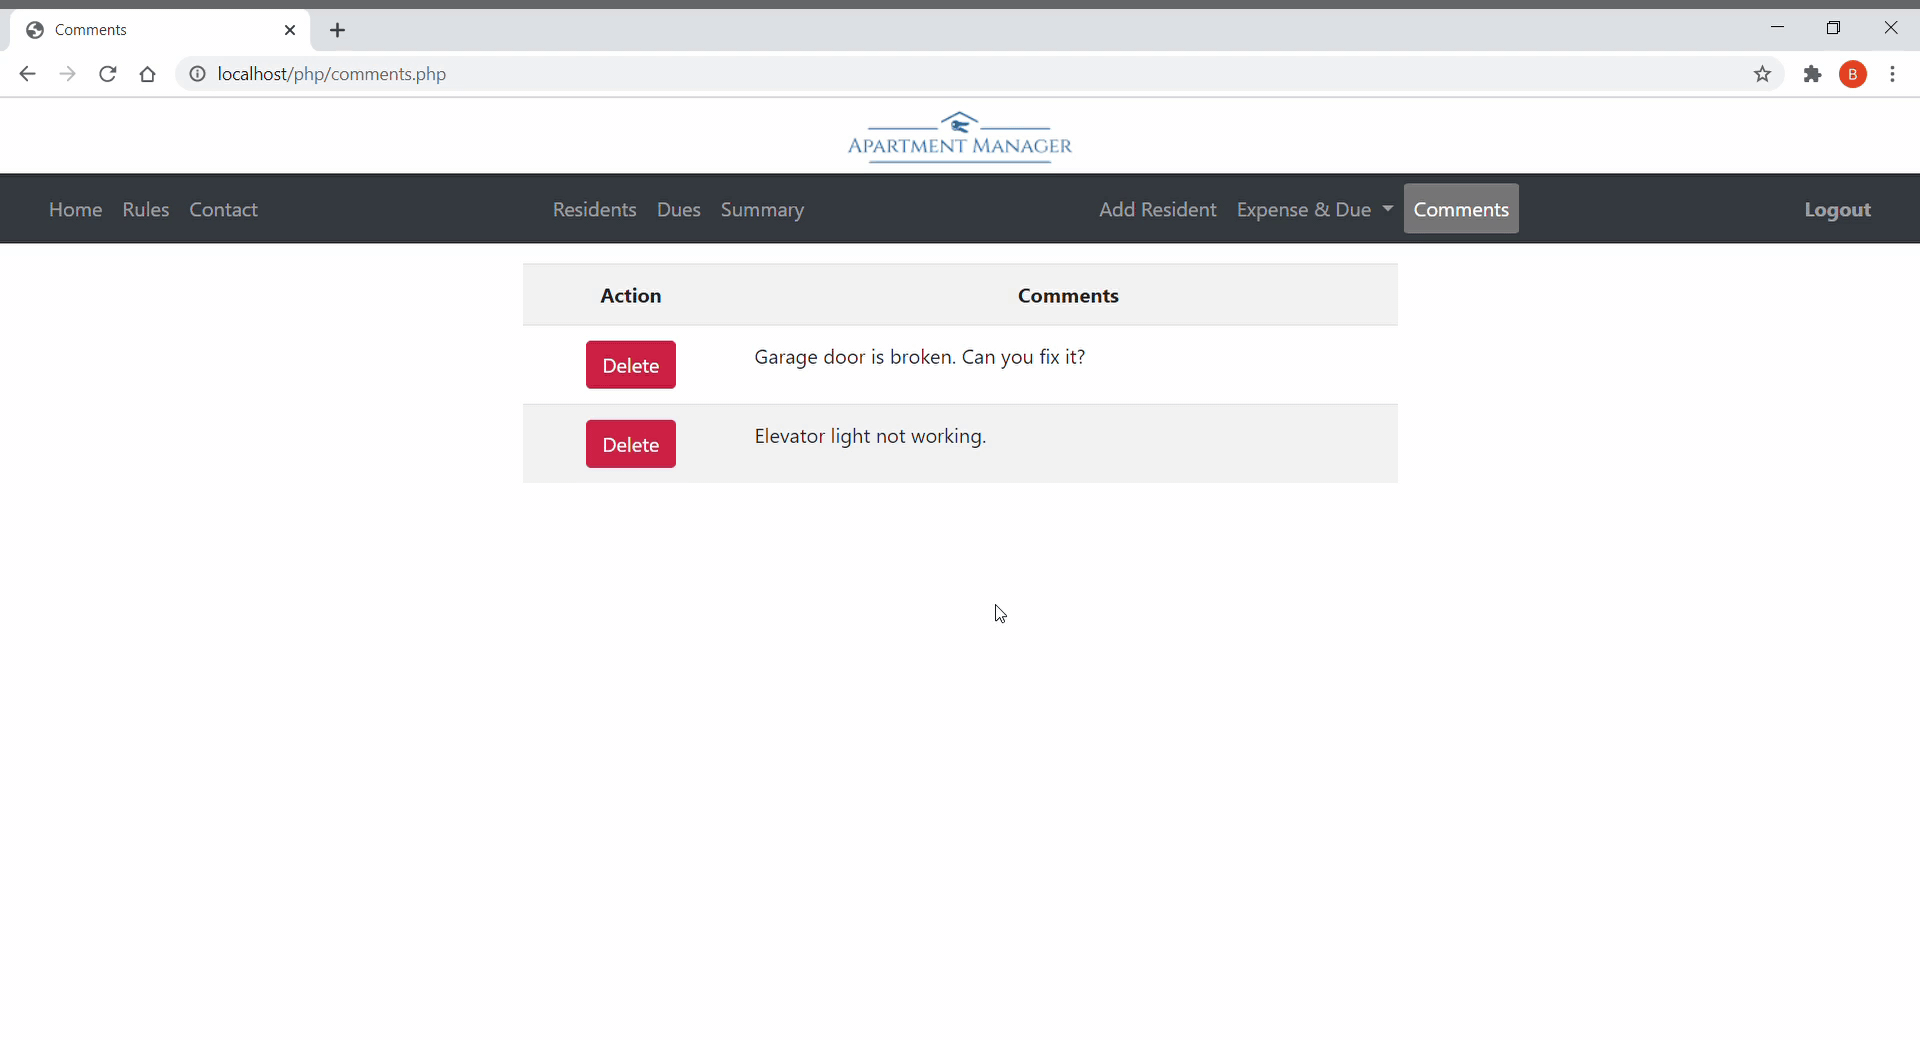 Comments
localhost/php/comments.php
B
APARTMENT MANAGER
Home Rules Contact Residents Dues Summary Add Resident Expense & Due Comments Logout
Action Comments
Delete Garage door is broken. Can you fix it?
Delete Elevator light not working.